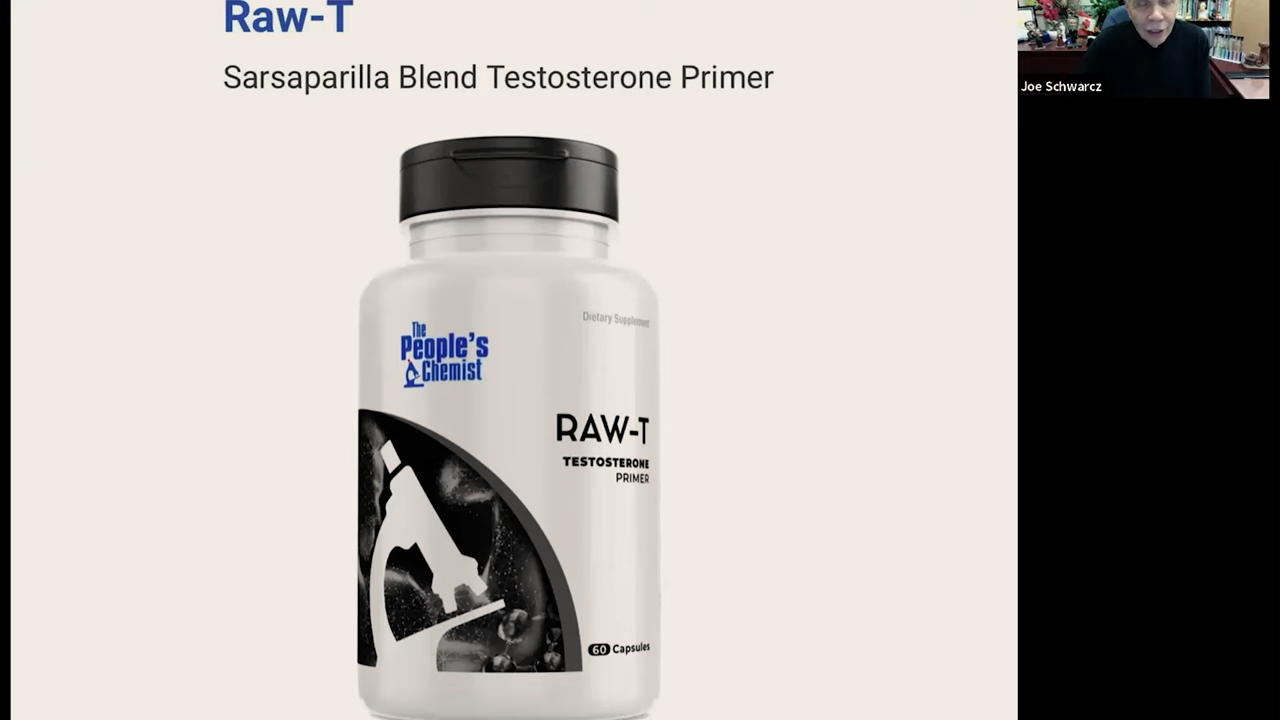 Raw-T
Sarsaparilla Blend Testosterone Primer
Joe Schwarcz
Dietary Supplement
The
People's
Chemist
RAW-T
TESTOSTERONE
PRIMER
60 Capsules